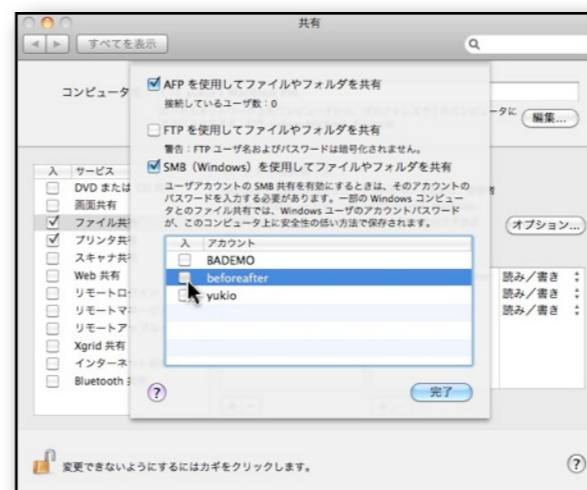 共有
すべてを表示
コンピュータ
AFP を使用してファイルやフォルダを共有
接続しているユーザ数：0
ータに
編集...
FTP を使用してファイルやフォルダを共有
警告：FTP ユーザ名およびパスワードは暗号化されません。
SMB（Windows）を使用してファイルやフォルダを共有
ユーザアカウントの SMB 共有を有効にするときは、そのアカウントの
パスワードを入力する必要があります。一部の Windows コンピュー
タとのファイル共有では、Windows ユーザのアカウントパスワード
が、このコンピュータ上に安全性の低い方法で保存されます。
入 サービス
DVD または
画面共有
ファイル共
プリンタ共
スキャナ共
Web 共有
リモートロ
リモートマ
リモートア
Xgrid 共有
インターネ
Bluetooth
オプション...
入 アカウント
BADEMO
beforeafter
yukio
読み／書き
読み／書き
読み／書き
?
完了
変更できないようにするにはカギをクリックします。
?